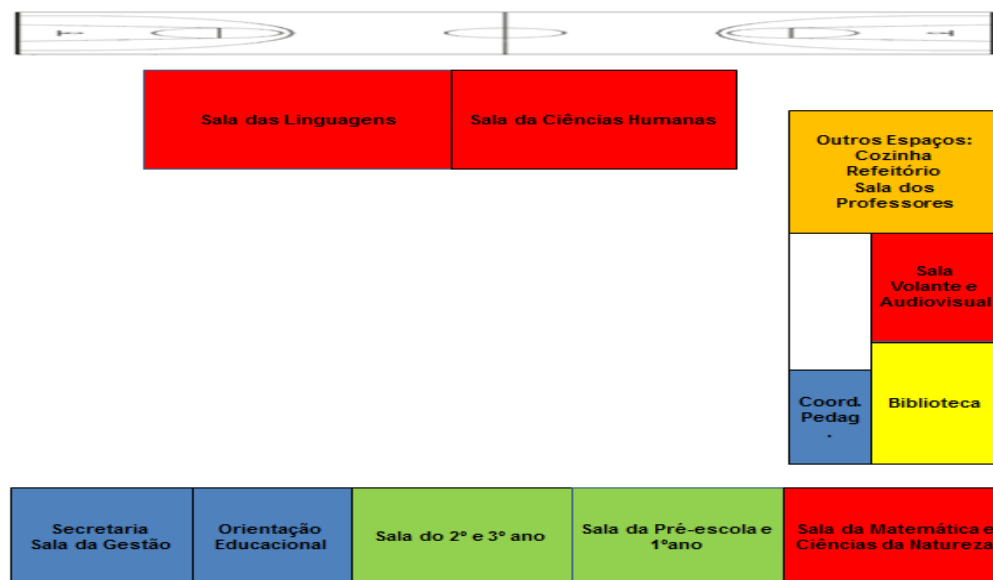 Sala das Linguagens
Sala da Ciências Humanas
Outros Espaços:
Cozinha
Refeitório
Sala dos
Professores
Sala
Volante e
Audiovisual
Coord.
Pedag
.
Biblioteca
Secretaria
Sala da Gestão
Orientação
Educacional
Sala do 2º e 3º ano
Sala da Pré-escola e
1ºano
Sala da Matemática e
Ciências da Natureza